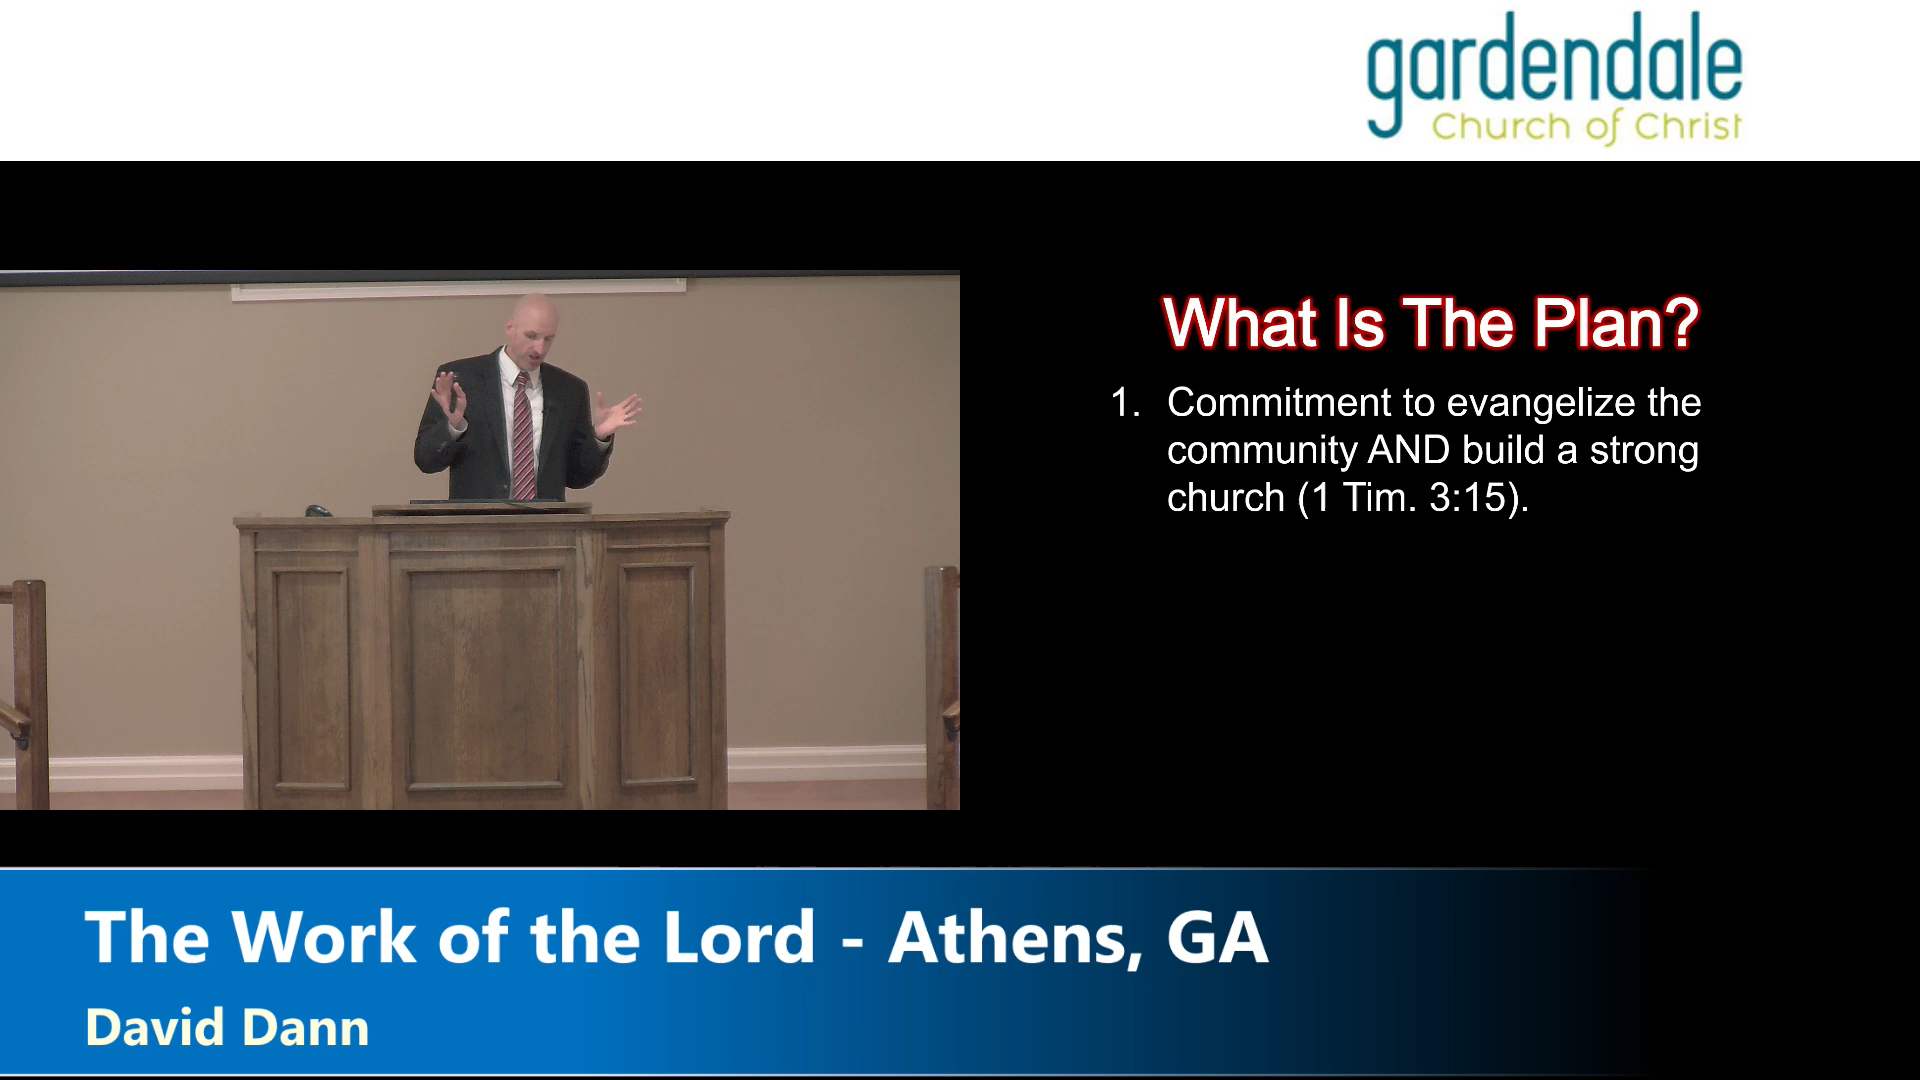 gardendale
Church of Christ
What Is The Plan?
1. Commitment to evangelize the
community AND build a strong
church (1 Tim. 3:15).
The Work of the Lord - Athens, GA
David Dann